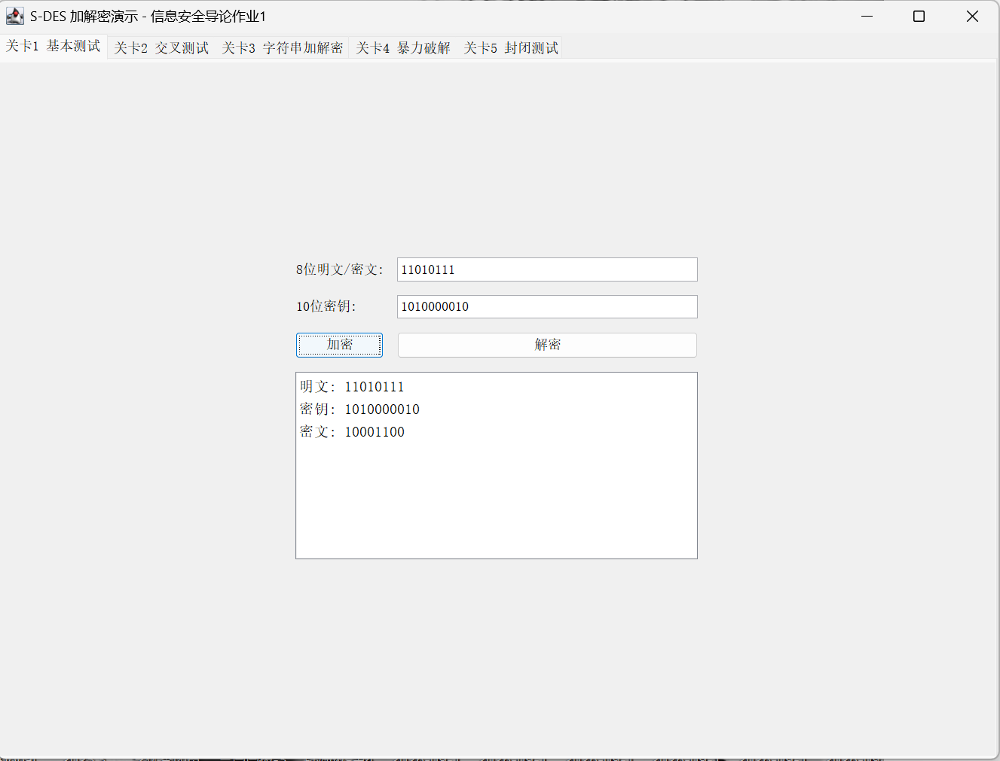 S-DES 加解密演示 - 信息安全导论作业1
关卡1 基本测试 关卡2 交叉测试 关卡3 字符串加解密 关卡4 暴力破解 关卡5 封闭测试
8位明文/密文: 11010111
10位密钥: 1010000010
加密 解密
明文: 11010111
密钥: 1010000010
密文: 10001100